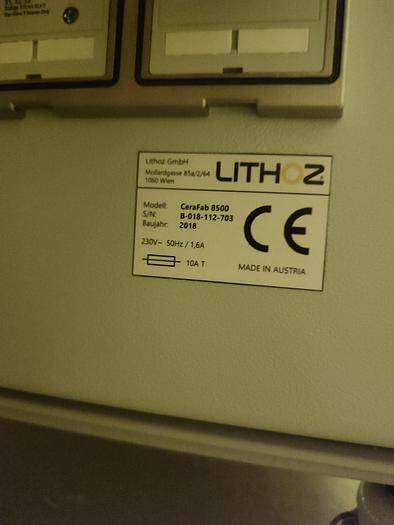 Lithoz GmbH
Mollardgasse 85a/2/64
1060 Wien
LITHOZ
Modell: CeraFab 8500
S/N: B-018-112-703
Baujahr: 2018
CE
230V~ 50Hz / 1,6A
10A T
MADE IN AUSTRIA